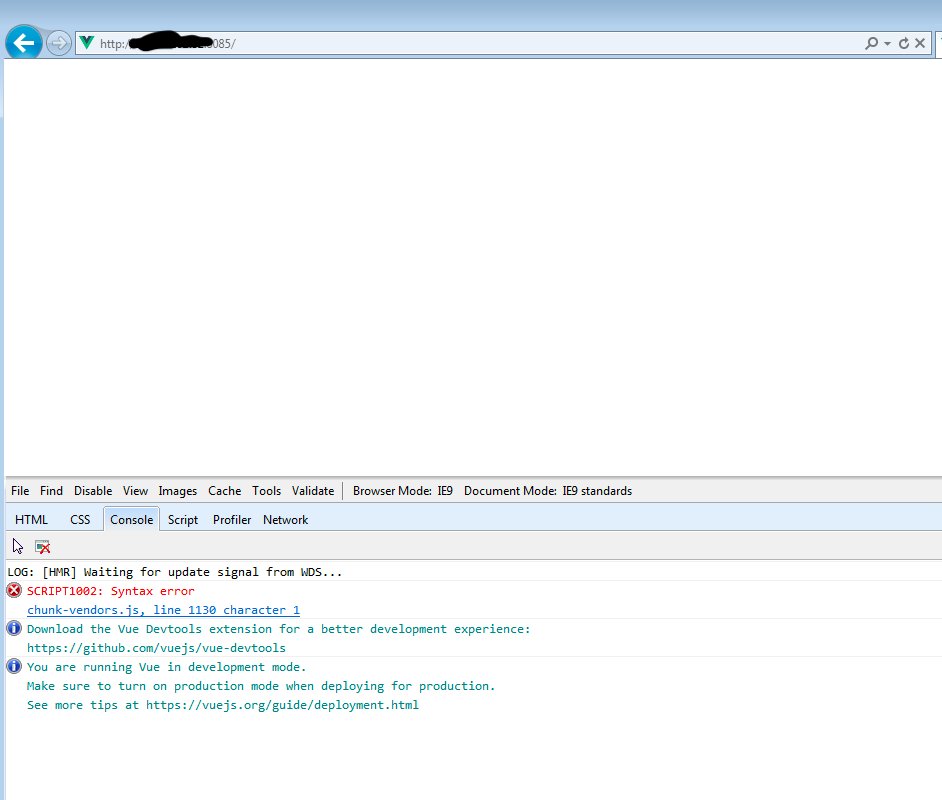 http:/085/
File Find Disable View Images Cache Tools Validate Browser Mode: IE9 Document Mode: IE9 standards
HTML CSS Console Script Profiler Network
LOG: [HMR] Waiting for update signal from WDS...
SCRIPT1002: Syntax error
chunk-vendors.js, line 1130 character 1
Download the Vue Devtools extension for a better development experience:
https://github.com/vuejs/vue-devtools
You are running Vue in development mode.
Make sure to turn on production mode when deploying for production.
See more tips at https://vuejs.org/guide/deployment.html